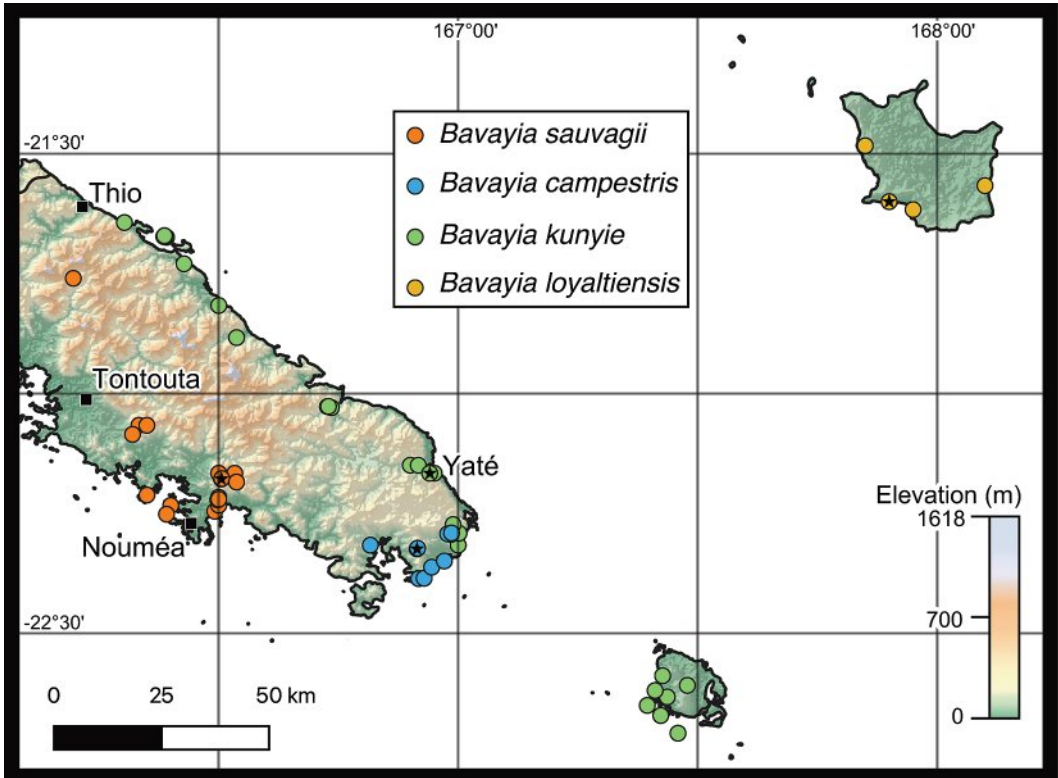 167°00'
168°00'
-21°30'
Bavayia sauvagii
Bavayia campestris
Bavayia kunyie
Bavayia loyaltiensis
Thio
Tontouta
Yaté
Nouméa
Elevation (m)
1618
700
0
-22°30'
0 25 50 km